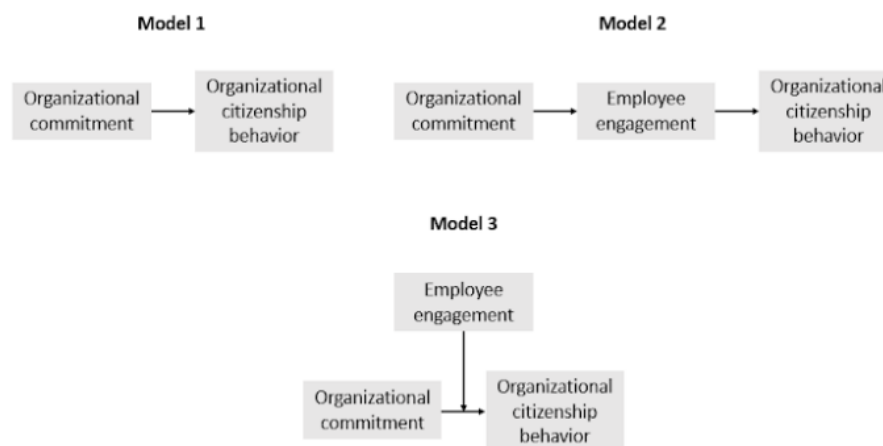 Model 1
Organizational
commitment
Organizational
citizenship
behavior
Model 2
Organizational
commitment
Employee
engagement
Organizational
citizenship
behavior
Model 3
Employee
engagement
Organizational
commitment
Organizational
citizenship
behavior